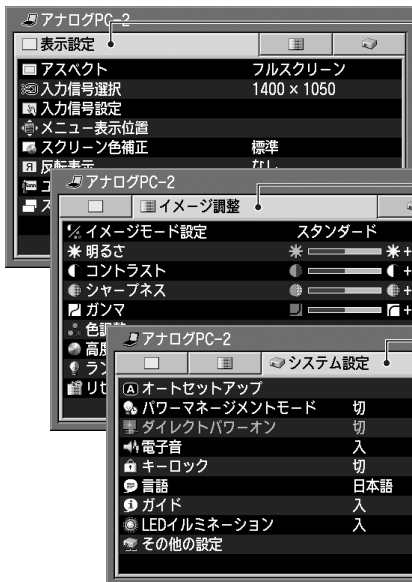 アナログPC-2
表示設定
アスペクト フルスクリーン
入力信号選択 1400 × 1050
入力信号設定
メニュー表示位置
スクリーン色補正 標準
反転表示 なし
アナログPC-2
イメージ調整
イメージモード設定 スタンダード
明るさ
コントラスト +
シャープネス +
ガンマ +
色調整
アナログPC-2
システム設定
オートセットアップ
パワーマネージメントモード 切
ダイレクトパワーオン 切
電子音 入
キーロック 切
言語 日本語
ガイド 入
LEDイルミネーション 入
その他の設定